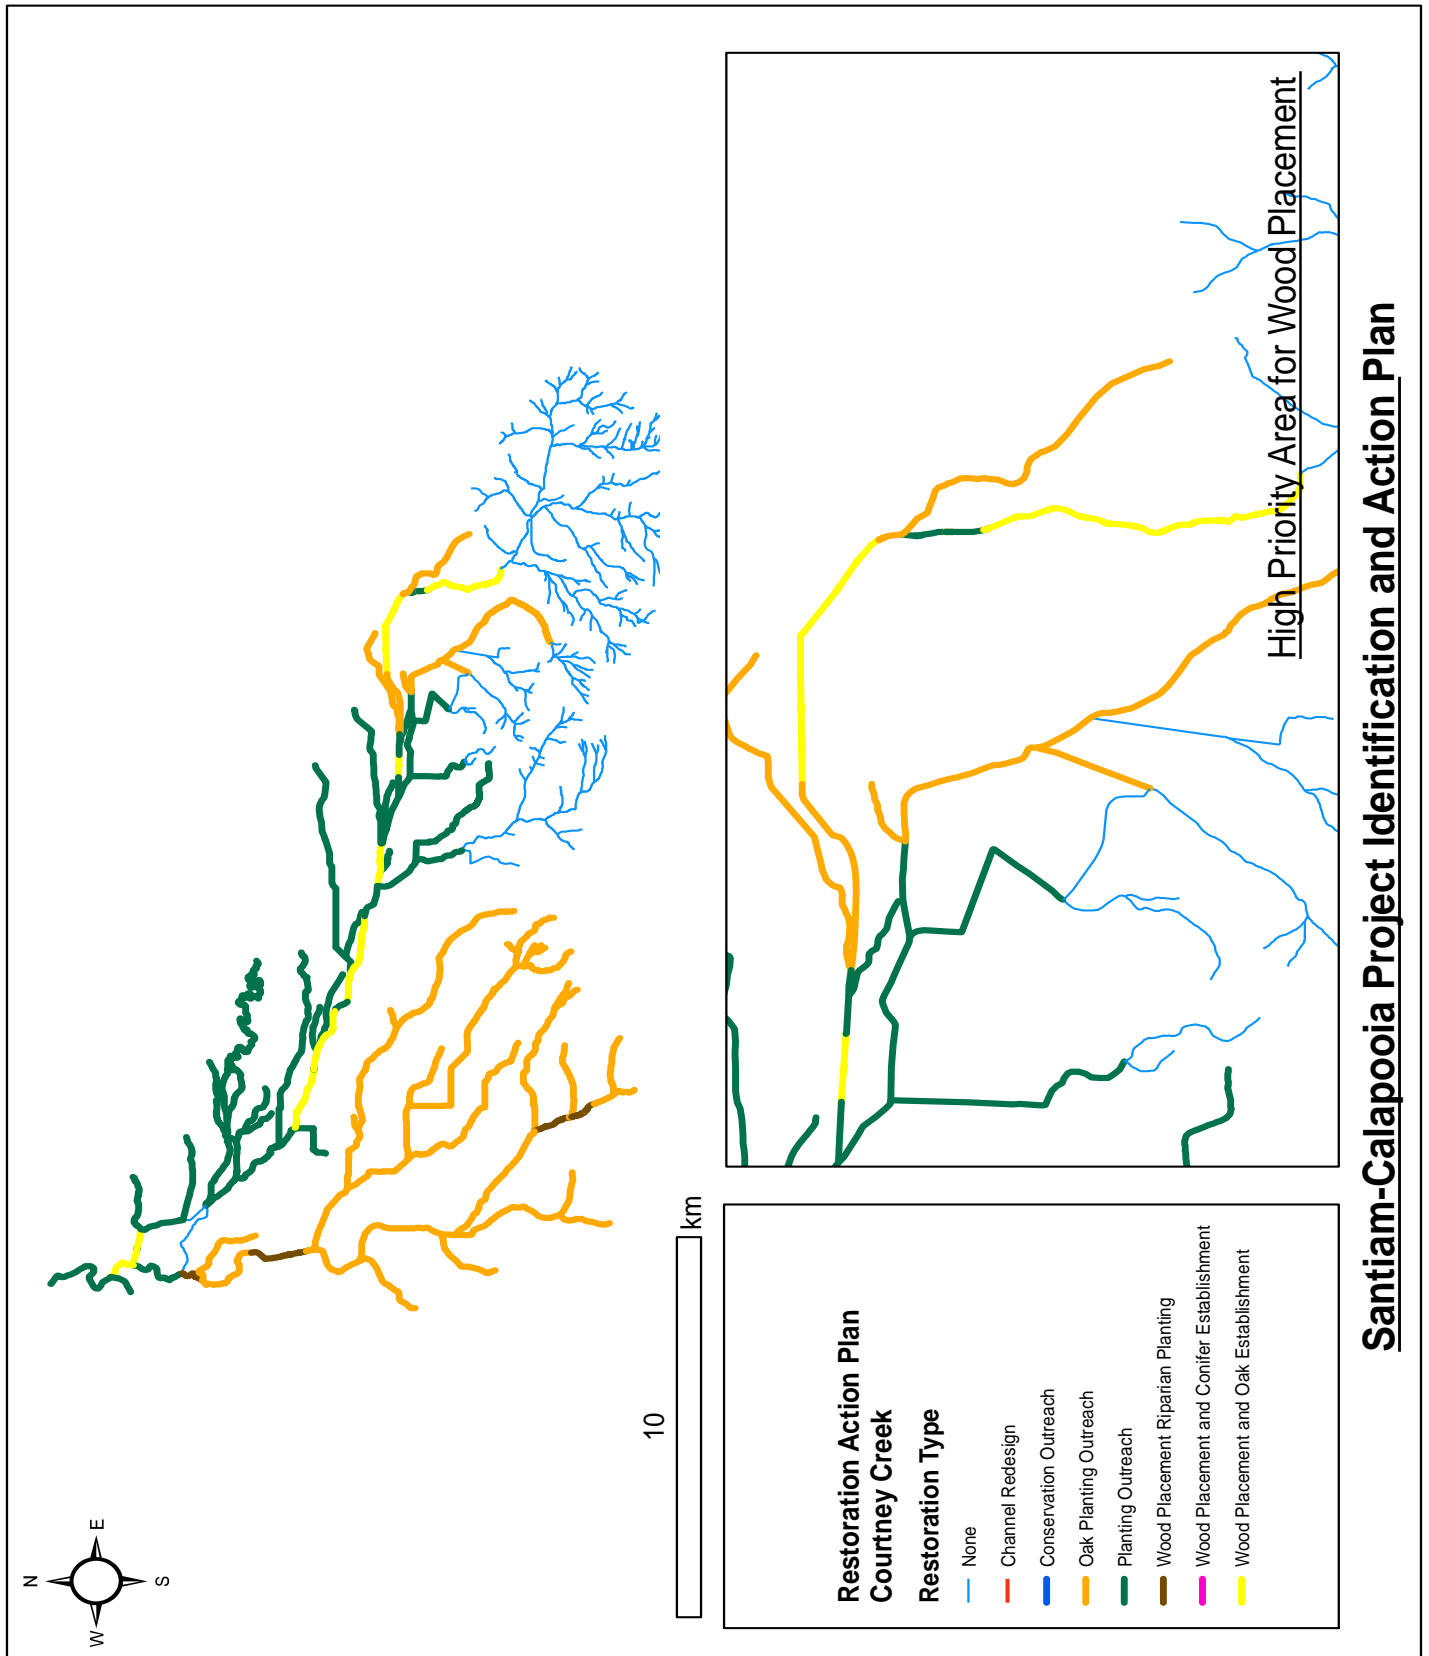 N
W
E
S
10
km
Restoration Action Plan
Courtney Creek
Restoration Type
None
Channel Redesign
Conservation Outreach
Oak Planting Outreach
Planting Outreach
Wood Placement Riparian Planting
Wood Placement and Conifer Establishment
Wood Placement and Oak Establishment
High Priority Area for Wood Placement
Santiam-Calapooia Project Identification and Action Plan